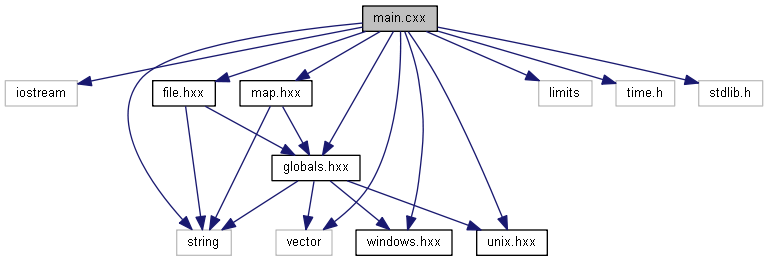 main.cxx
iostream
file.hxx
map.hxx
limits
time.h
stdlib.h
globals.hxx
string
vector
windows.hxx
unix.hxx